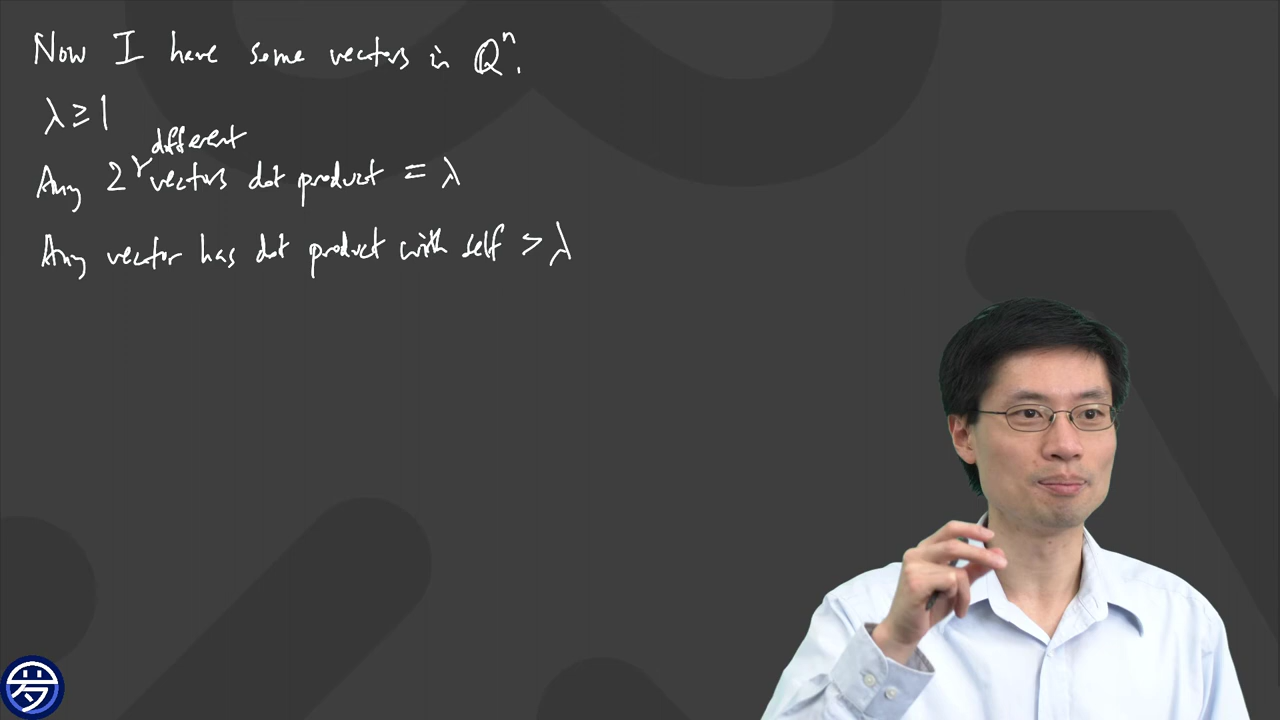 Now I have some vectors in ℚⁿ.
λ ≥ 1
Any 2 different vectors dot product = λ
Any vector has dot product with self > λ